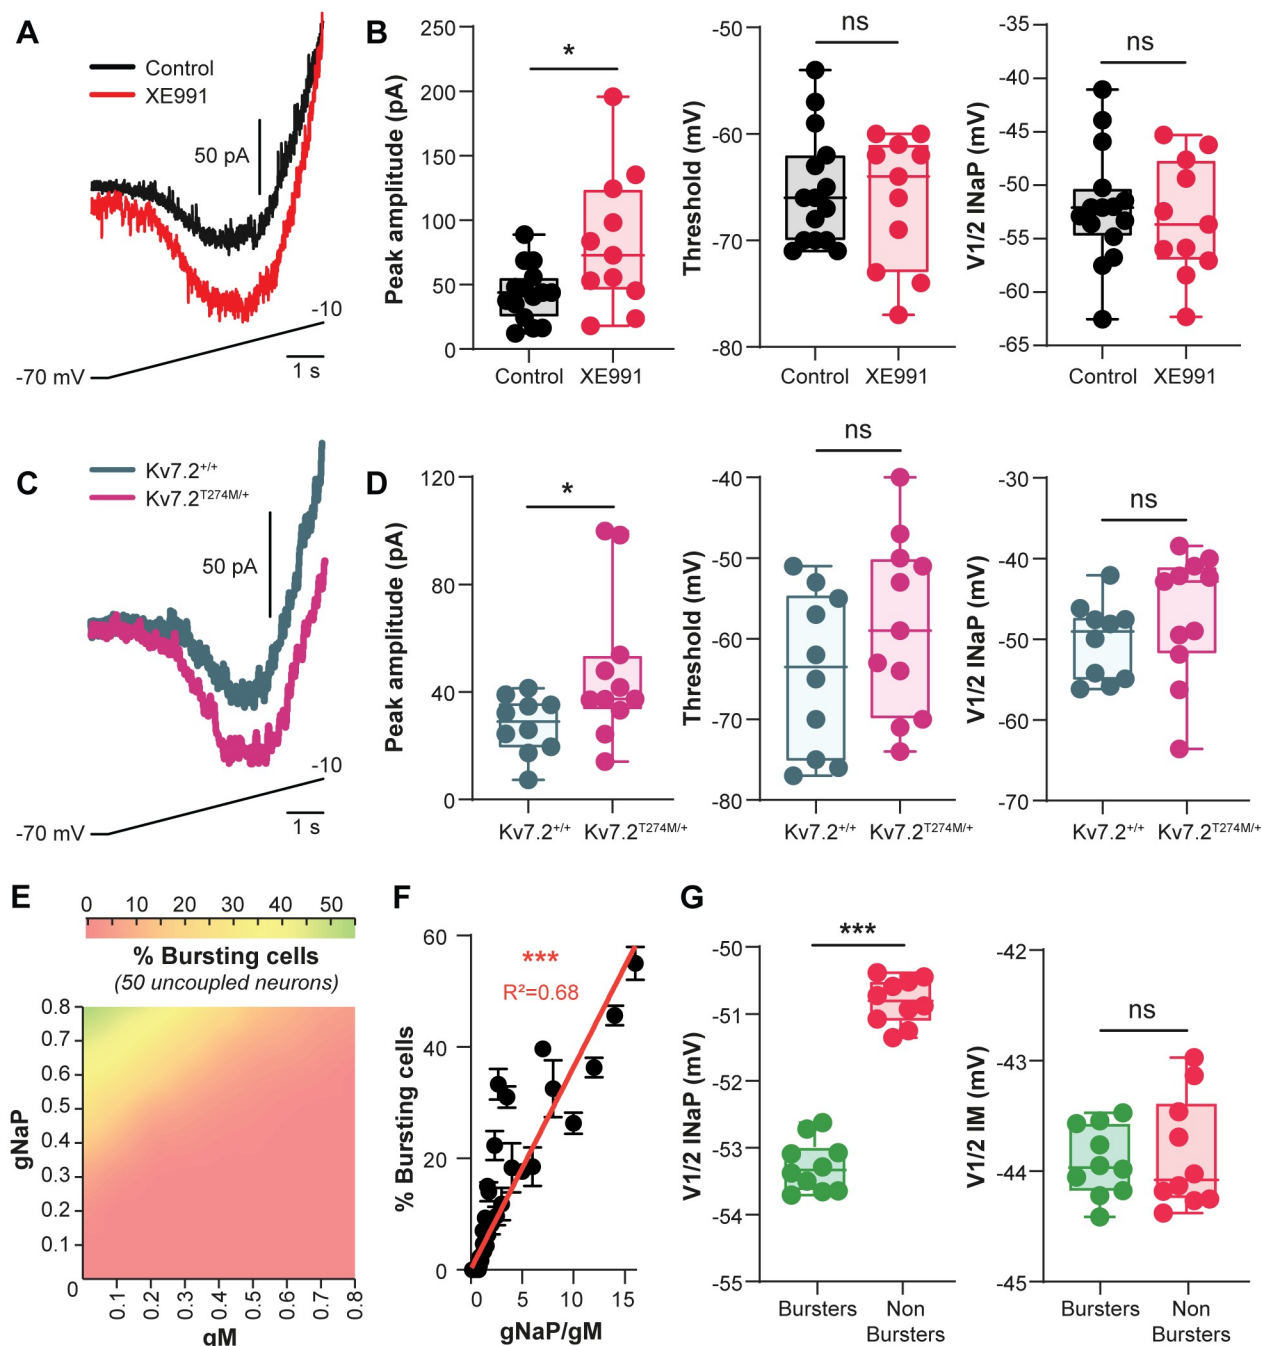 A
Control
XE991
50 pA
-10
-70 mV
1 s
B
Peak amplitude (pA)
250
200
150
100
50
0
*
Control
XE991
Threshold (mV)
-50
-60
-70
-80
ns
Control
XE991
V1/2 INaP (mV)
-35
-40
-45
-50
-55
-60
-65
ns
Control
XE991
C
Kv7.2+/+
Kv7.2T274M/+
50 pA
-10
-70 mV
1 s
D
Peak amplitude (pA)
120
80
40
0
*
Kv7.2+/+
Kv7.2T274M/+
Threshold (mV)
-40
-50
-60
-70
-80
ns
Kv7.2+/+
Kv7.2T274M/+
V1/2 INaP (mV)
-30
-40
-50
-60
-70
ns
Kv7.2+/+
Kv7.2T274M/+
E
0 10 20 30 40 50
% Bursting cells
(50 uncoupled neurons)
gNaP
0.8
0.7
0.6
0.5
0.4
0.3
0.2
0.1
0
0.1 0.2 0.3 0.4 0.5 0.6 0.7 0.8
gM
F
% Bursting cells
60
40
20
0
***
R²=0.68
0 5 10 15
gNaP/gM
G
V1/2 INaP (mV)
-50
-51
-52
-53
-54
-55
***
Bursters
Non
Bursters
V1/2 IM (mV)
-42
-43
-44
-45
ns
Bursters
Non
Bursters